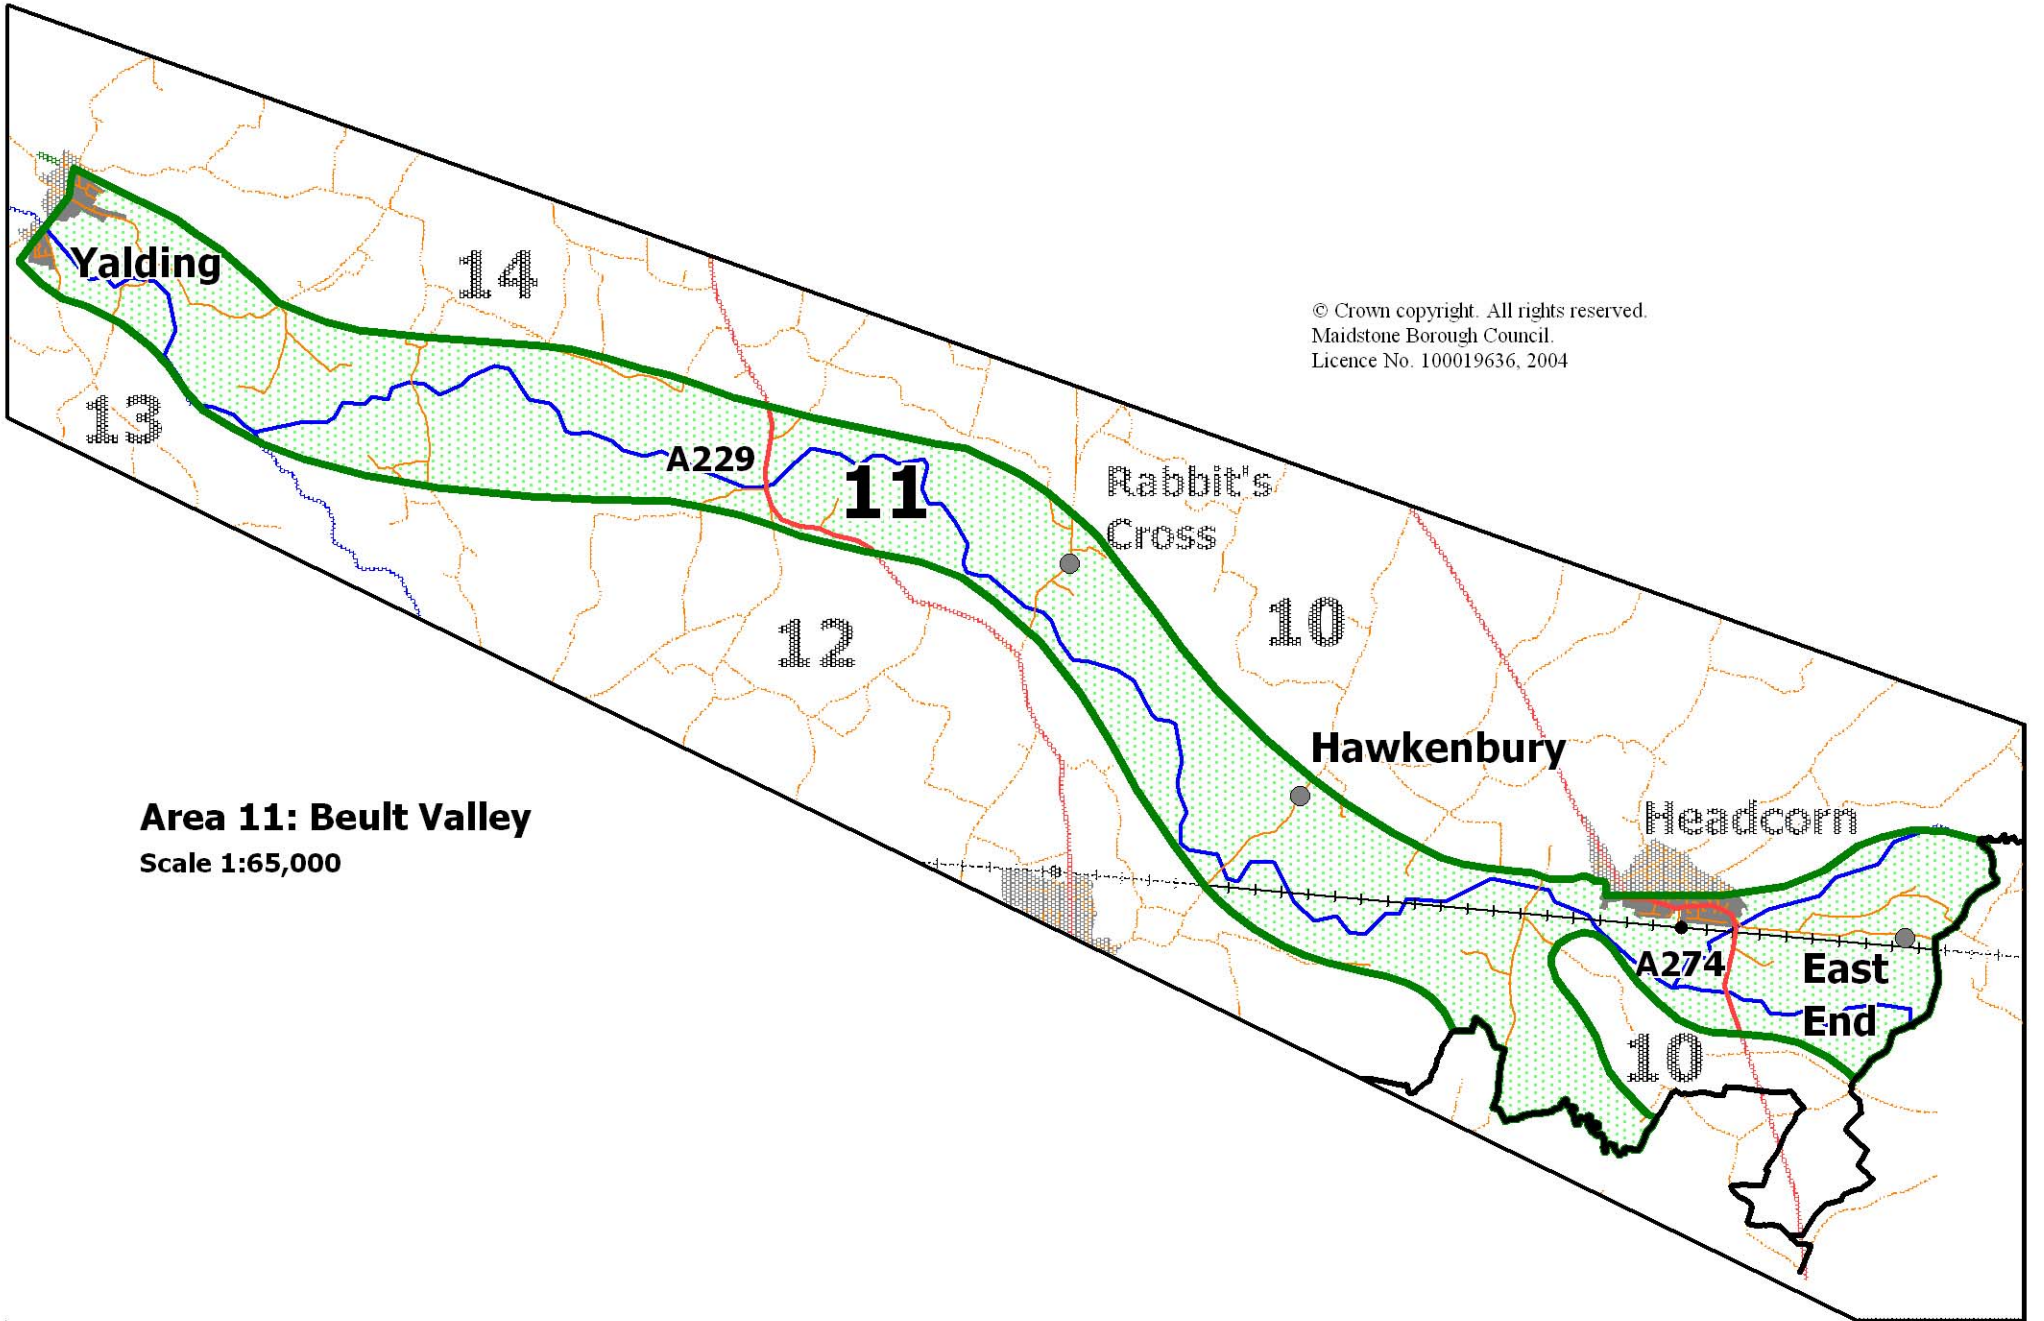 Yalding
14
© Crown copyright. All rights reserved.
Maidstone Borough Council.
Licence No. 100019636, 2004
13
A229
11
Rabbit's
Cross
12
10
Hawkenbury
Headcorn
Area 11: Beult Valley
Scale 1:65,000
A274
East
End
10